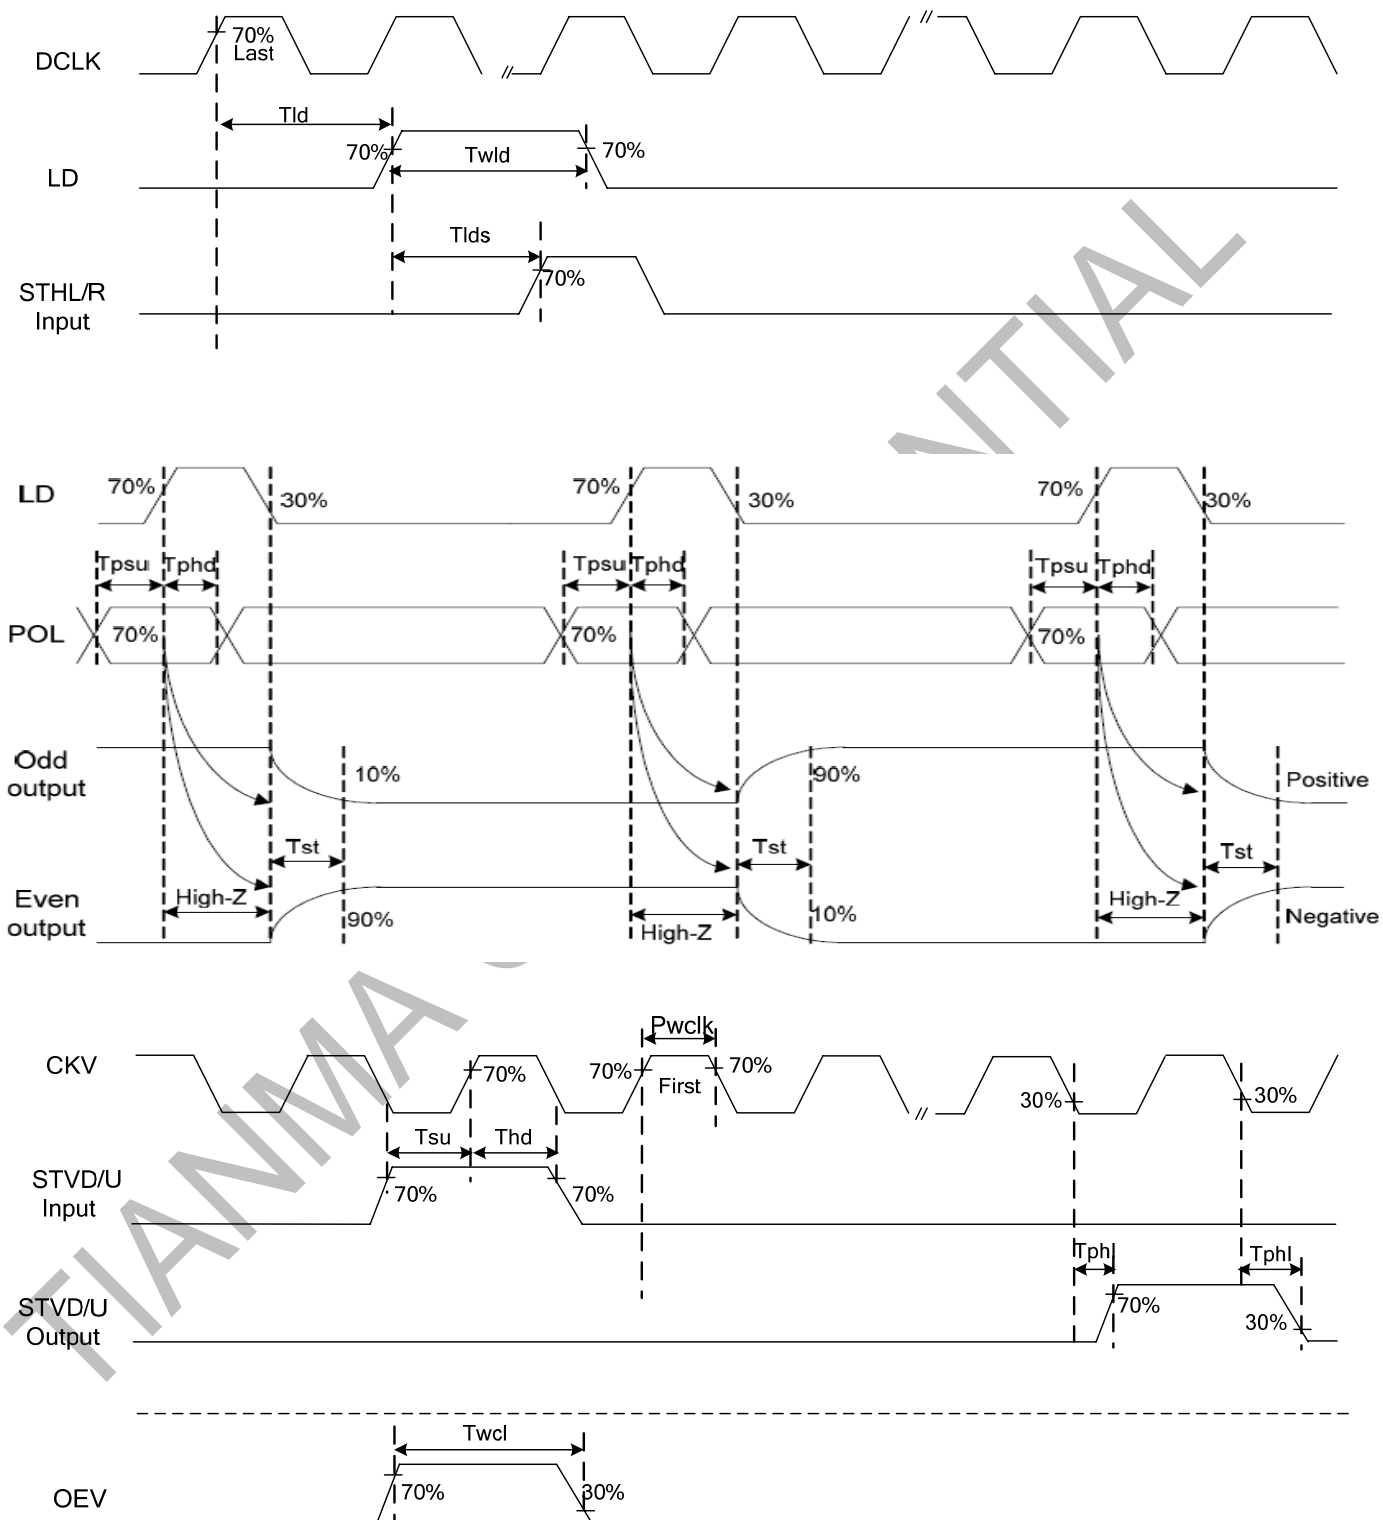 DCLK
70%
Last
//
//
Tld
LD
70%
Twld
70%
Tlds
STHL/R
Input
70%
LD
70%
30%
70%
30%
70%
30%
Tpsu
Tphd
Tpsu
Tphd
Tpsu
Tphd
POL
70%
70%
70%
Odd
output
10%
90%
Positive
Tst
Tst
Tst
Even
output
High-Z
90%
High-Z
10%
High-Z
Negative
Pwclk
CKV
70%
70%
First
70%
//
30%
30%
Tsu
Thd
STVD/U
Input
70%
70%
Tphl
Tphl
STVD/U
Output
70%
30%
Twcl
OEV
70%
30%
TIANMA
NTIAL